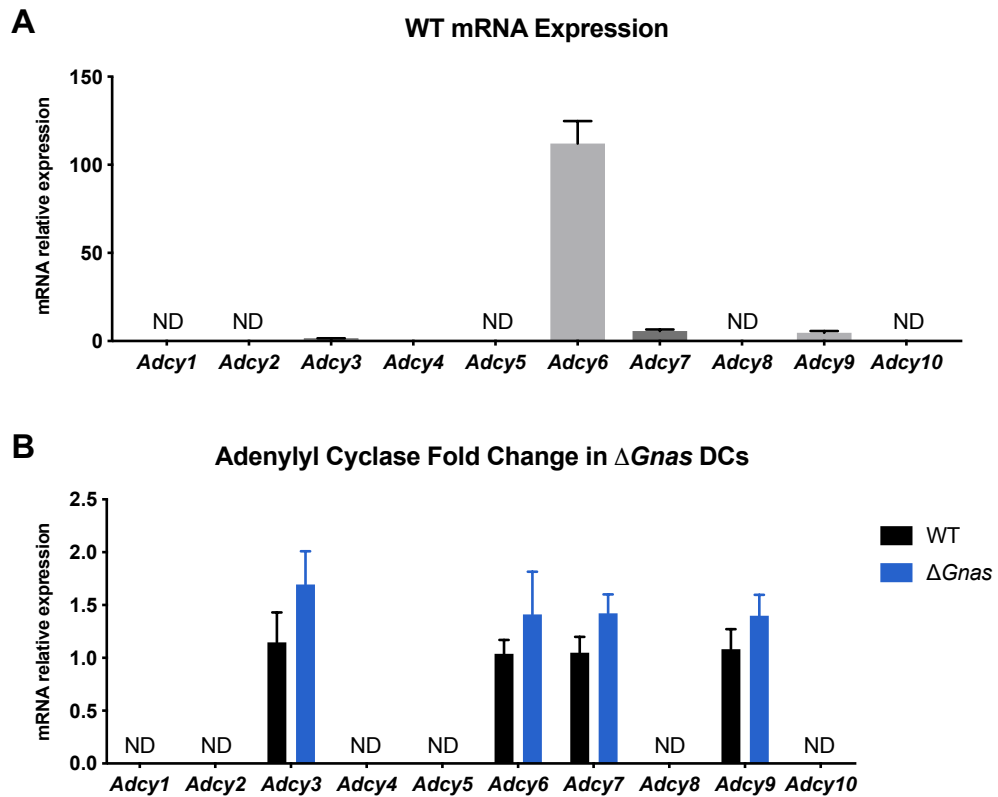 A
WT mRNA Expression
mRNA relative expression
150
100
50
0
ND ND ND ND ND
Adcy1 Adcy2 Adcy3 Adcy4 Adcy5 Adcy6 Adcy7 Adcy8 Adcy9 Adcy10
B
Adenylyl Cyclase Fold Change in ΔGnas DCs
mRNA relative expression
2.5
2.0
1.5
1.0
0.5
0.0
ND ND ND ND ND ND
Adcy1 Adcy2 Adcy3 Adcy4 Adcy5 Adcy6 Adcy7 Adcy8 Adcy9 Adcy10
WT
ΔGnas